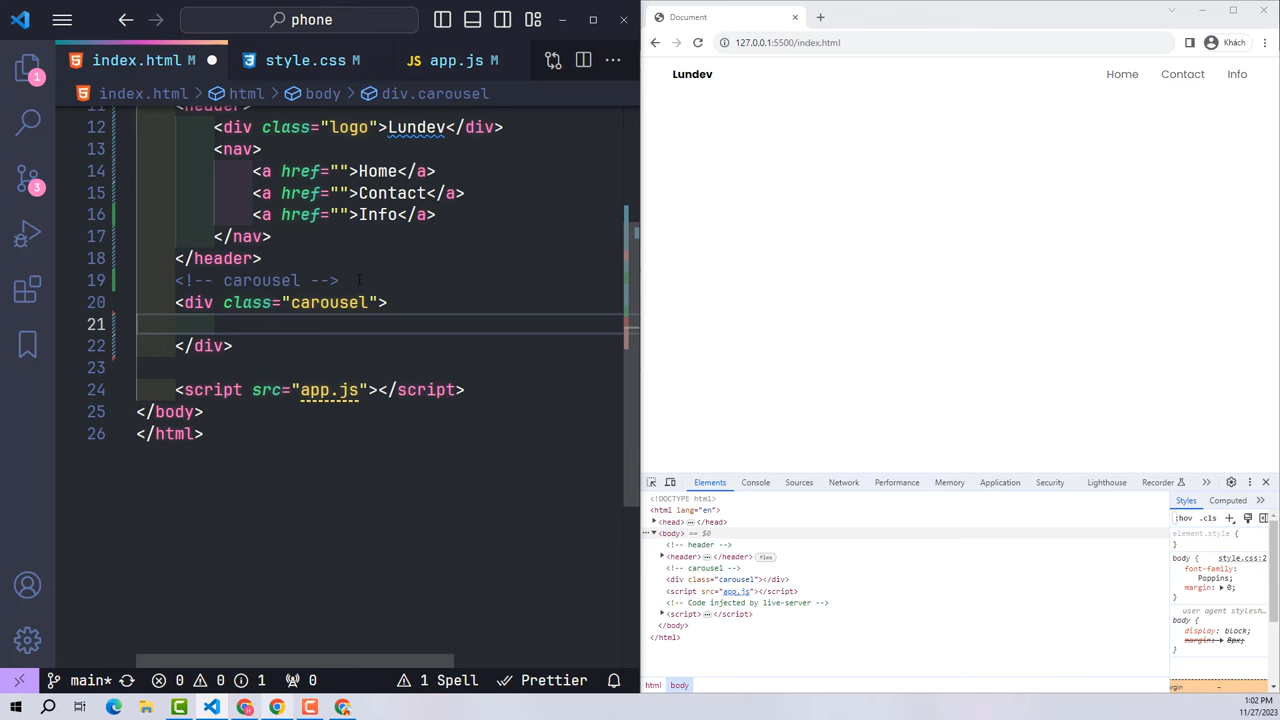 phone
index.html
style.css M
JS app.js M
index.html > html > body > div.carousel
11 <header>
12 <div class="logo">Lundev</div>
13 <nav>
14 <a href="">Home</a>
15 <a href="">Contact</a>
16 <a href="">Info</a>
17 </nav>
18 </header>
19 <!-- carousel -->
20 <div class="carousel">
21
22 </div>
23
24 <script src="app.js"></script>
25 </body>
26 </html>
1
3
main* 0 0 1 0 1 Spell Prettier
Document
127.0.0.1:5500/index.html
Khách
Lundev Home Contact Info
Elements Console Sources Network Performance Memory Application Security Lighthouse Recorder
<!DOCTYPE html>
<html lang="en">
<head>…</head>
<body> == $0
<!-- header -->
<header>…</header> flex
<!-- carousel -->
<div class="carousel"></div>
<script src="app.js"></script>
<!-- Code injected by live-server -->
<script>…</script>
</body>
</html>
html body
Styles Computed
:hov .cls
element.style {
}
body { style.css:2
font-family:
Poppins;
margin: 0;
}
user agent stylesh…
body {
display: block;
margin: 8px;
}
1:02 PM
11/27/2023